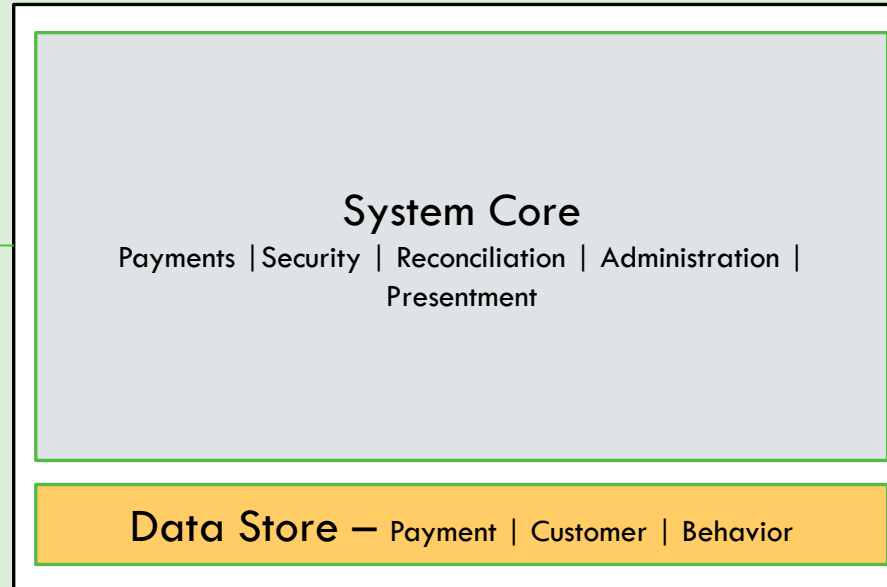 System Core
Payments | Security | Reconciliation | Administration |
Presentment
Data Store – Payment | Customer | Behavior